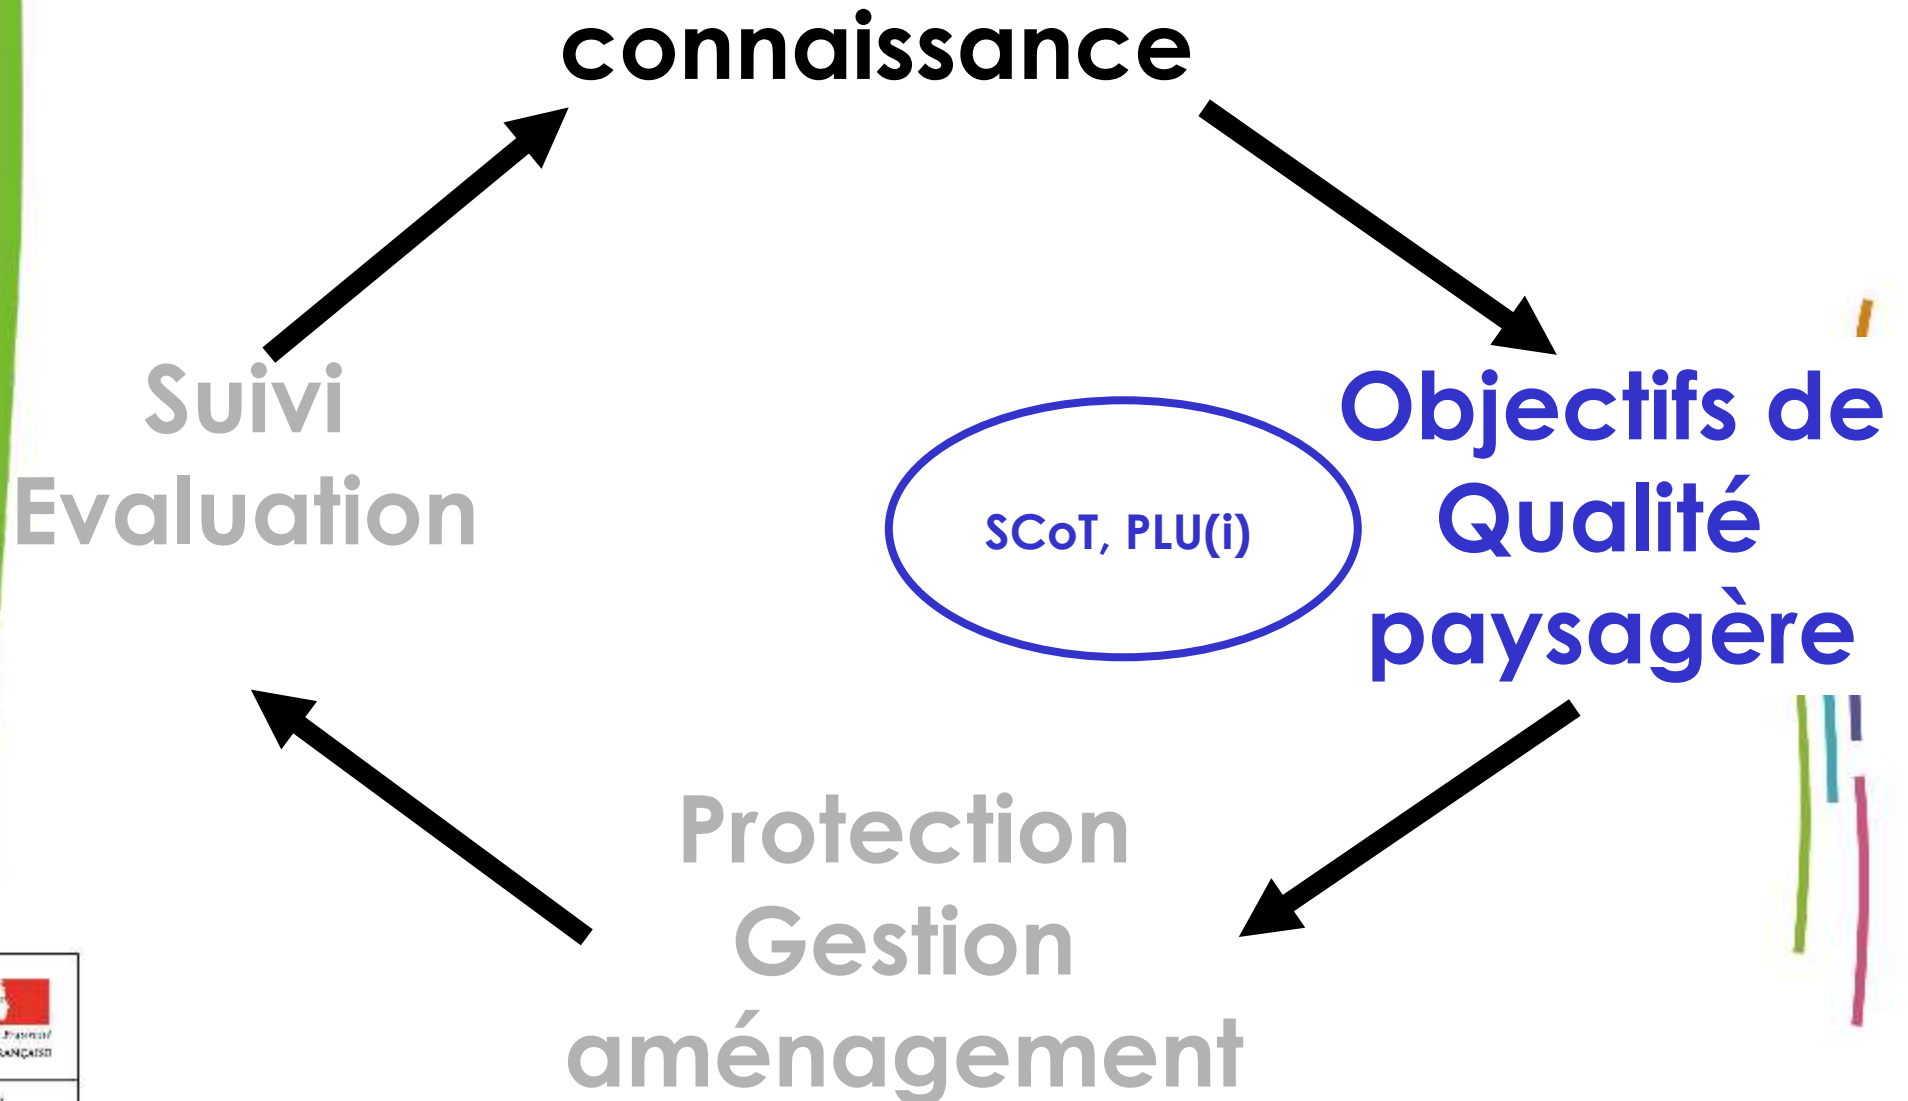 connaissance
Suivi
Evaluation
SCoT, PLU(i)
Objectifs de
Qualité
paysagère
Protection
Gestion
aménagement